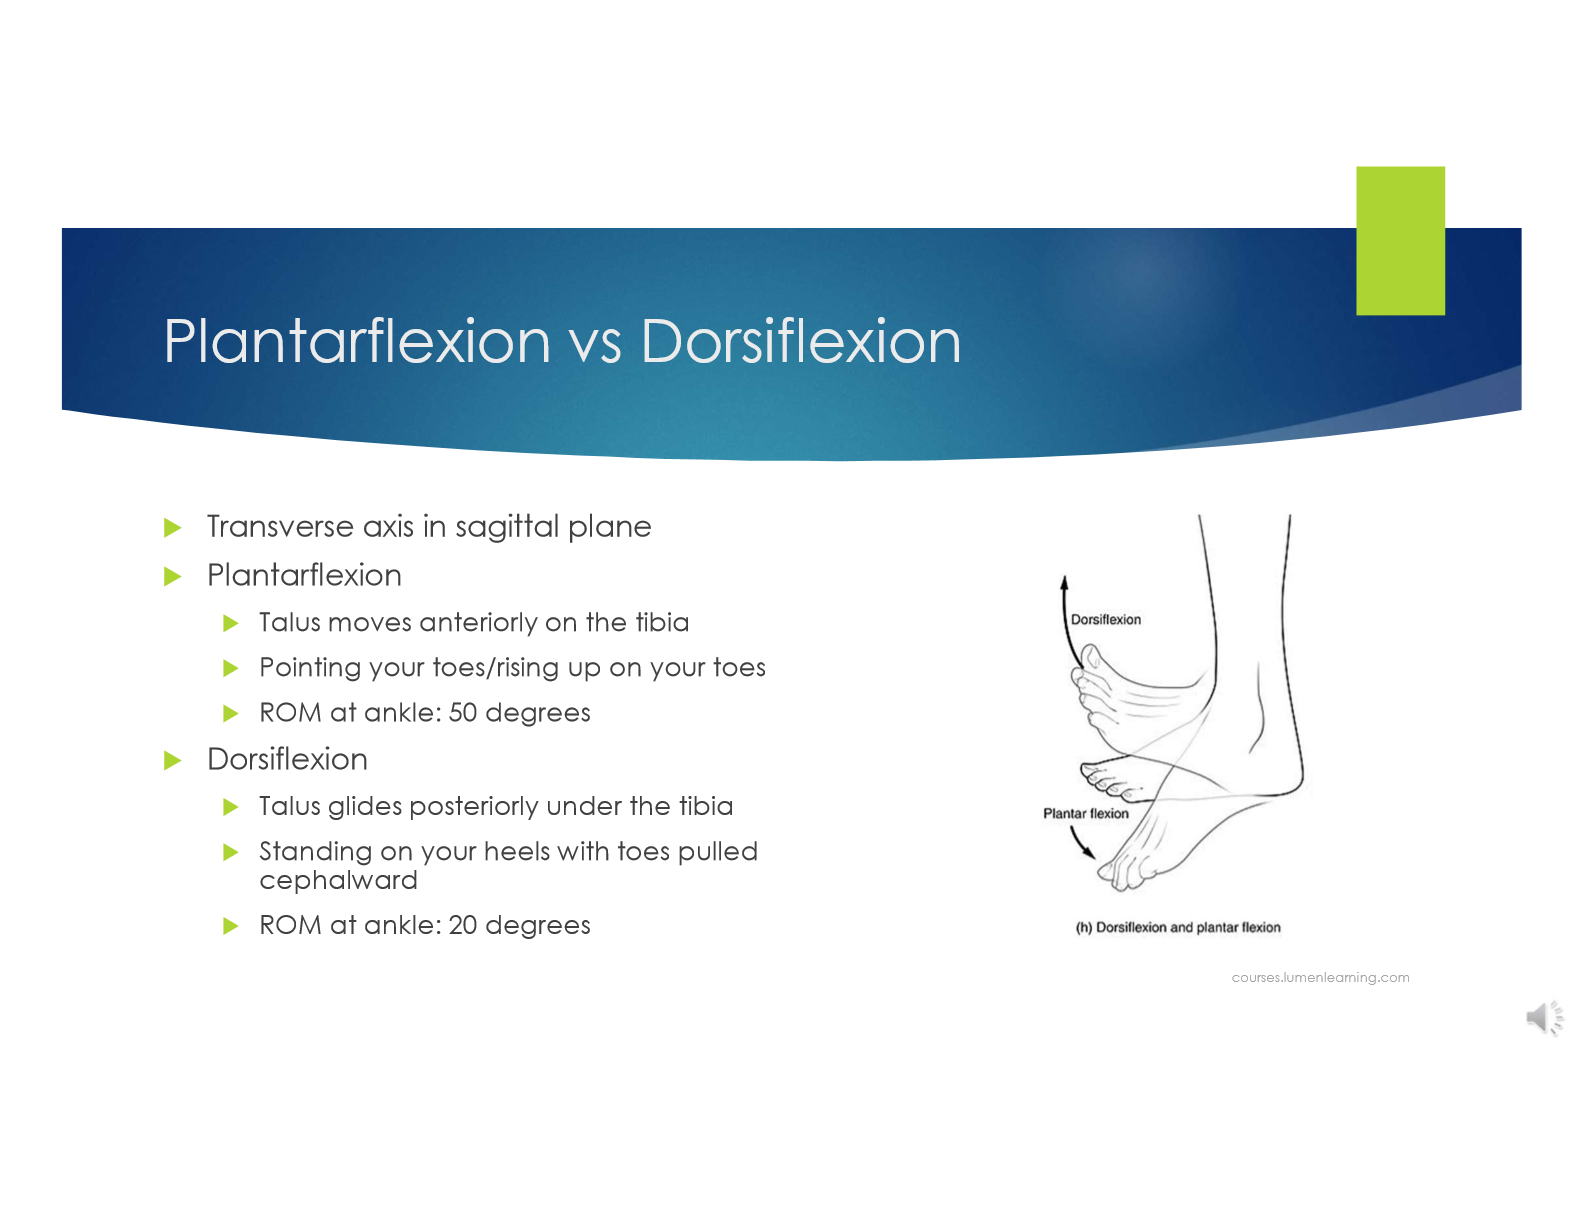 Plantarflexion vs Dorsiflexion
Transverse axis in sagittal plane
Plantarflexion
Talus moves anteriorly on the tibia
Pointing your toes/rising up on your toes
ROM at ankle: 50 degrees
Dorsiflexion
Talus glides posteriorly under the tibia
Standing on your heels with toes pulled
cephalward
ROM at ankle: 20 degrees
Dorsiflexion
Plantar flexion
(h) Dorsiflexion and plantar flexion
courses.lumenlearning.com